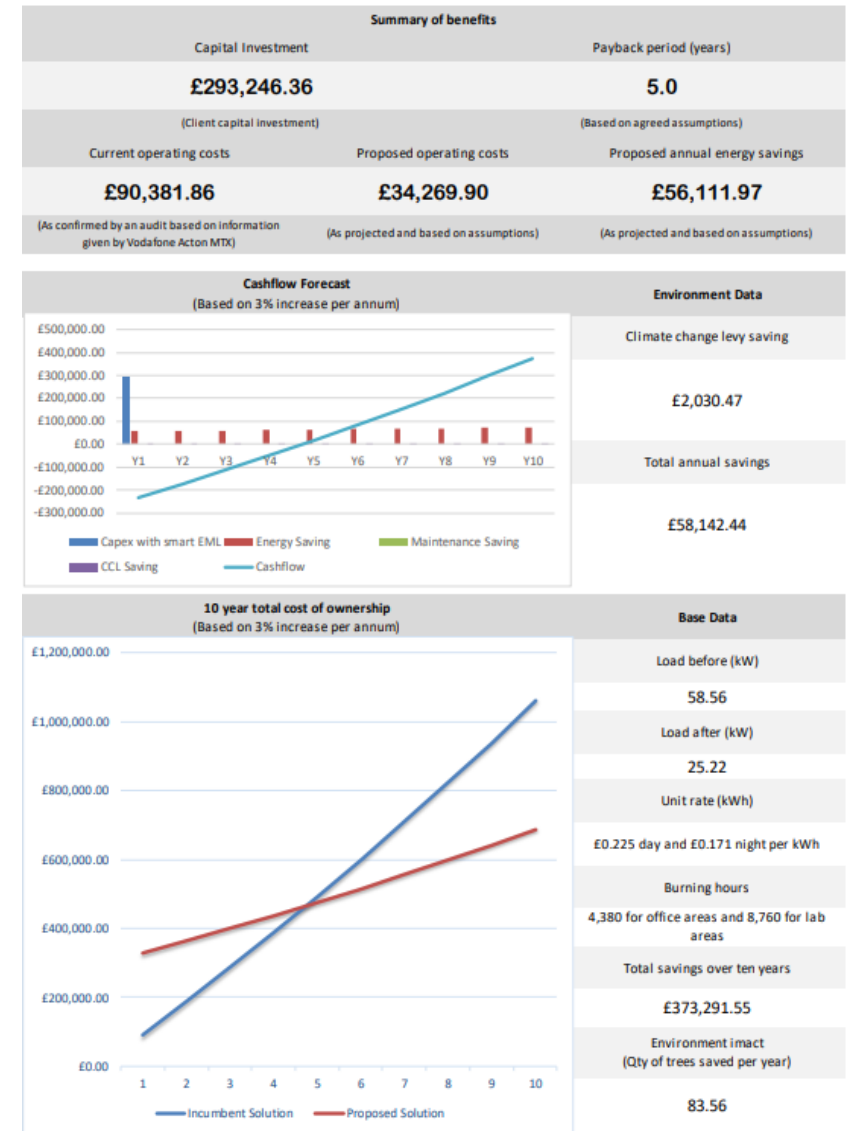 Summary of benefits
Capital Investment
Payback period (years)
£293,246.36
5.0
(Client capital investment)
(Based on agreed assumptions)
Current operating costs
Proposed operating costs
Proposed annual energy savings
£90,381.86
£34,269.90
£56,111.97
(As confirmed by an audit based on information
given by Vodafone Acton MTX)
(As projected and based on assumptions)
(As projected and based on assumptions)
Cashflow Forecast
(Based on 3% increase per annum)
£500,000.00
£400,000.00
£300,000.00
£200,000.00
£100,000.00
£0.00
-£100,000.00
-£200,000.00
-£300,000.00
Y1 Y2 Y3 Y4 Y5 Y6 Y7 Y8 Y9 Y10
Capex with smart EML Energy Saving Maintenance Saving
CCL Saving Cashflow
Environment Data
Climate change levy saving
£2,030.47
Total annual savings
£58,142.44
10 year total cost of ownership
(Based on 3% increase per annum)
£1,200,000.00
£1,000,000.00
£800,000.00
£600,000.00
£400,000.00
£200,000.00
£0.00
1 2 3 4 5 6 7 8 9 10
Incumbent Solution Proposed Solution
Base Data
Load before (kW)
58.56
Load after (kW)
25.22
Unit rate (kWh)
£0.225 day and £0.171 night per kWh
Burning hours
4,380 for office areas and 8,760 for lab
areas
Total savings over ten years
£373,291.55
Environment imact
(Qty of trees saved per year)
83.56